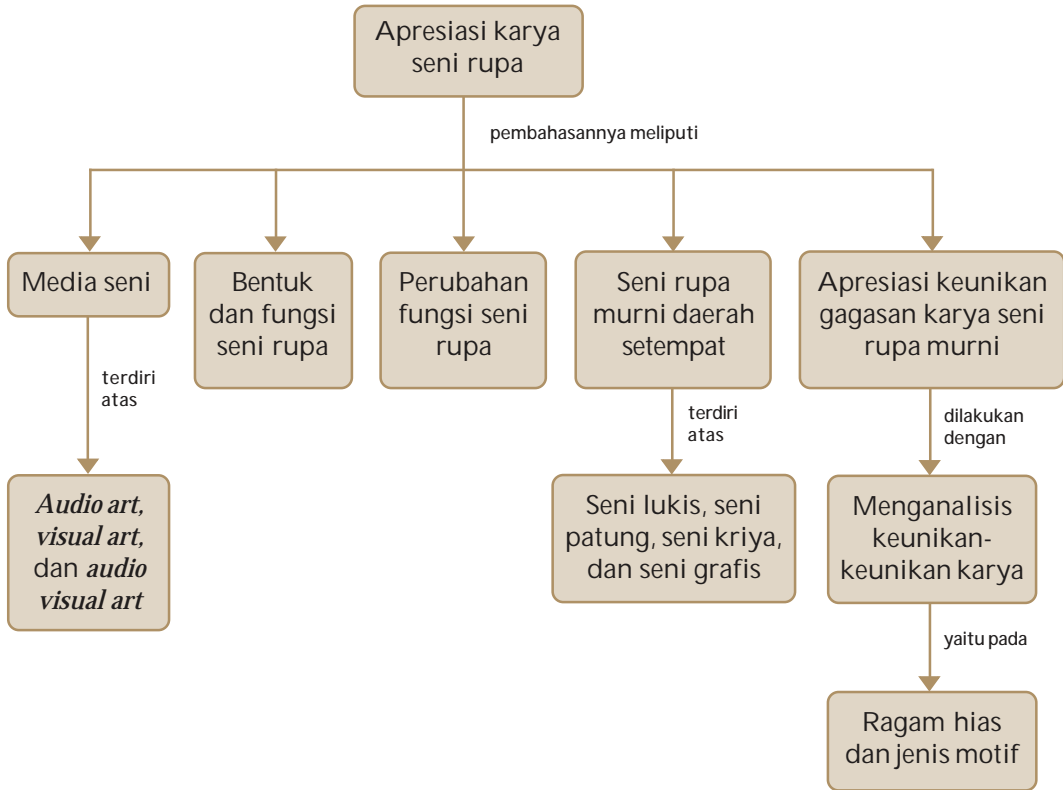 Apresiasi karya
seni rupa
pembahasannya meliputi
Media seni
Bentuk
dan fungsi
seni rupa
Perubahan
fungsi seni
rupa
Seni rupa
murni daerah
setempat
Apresiasi keunikan
gagasan karya seni
rupa murni
terdiri
atas
terdiri
atas
dilakukan
dengan
Audio art,
visual art,
dan audio
visual art
Seni lukis, seni
patung, seni kriya,
dan seni grafis
Menganalisis
keunikan-
keunikan karya
yaitu pada
Ragam hias
dan jenis motif